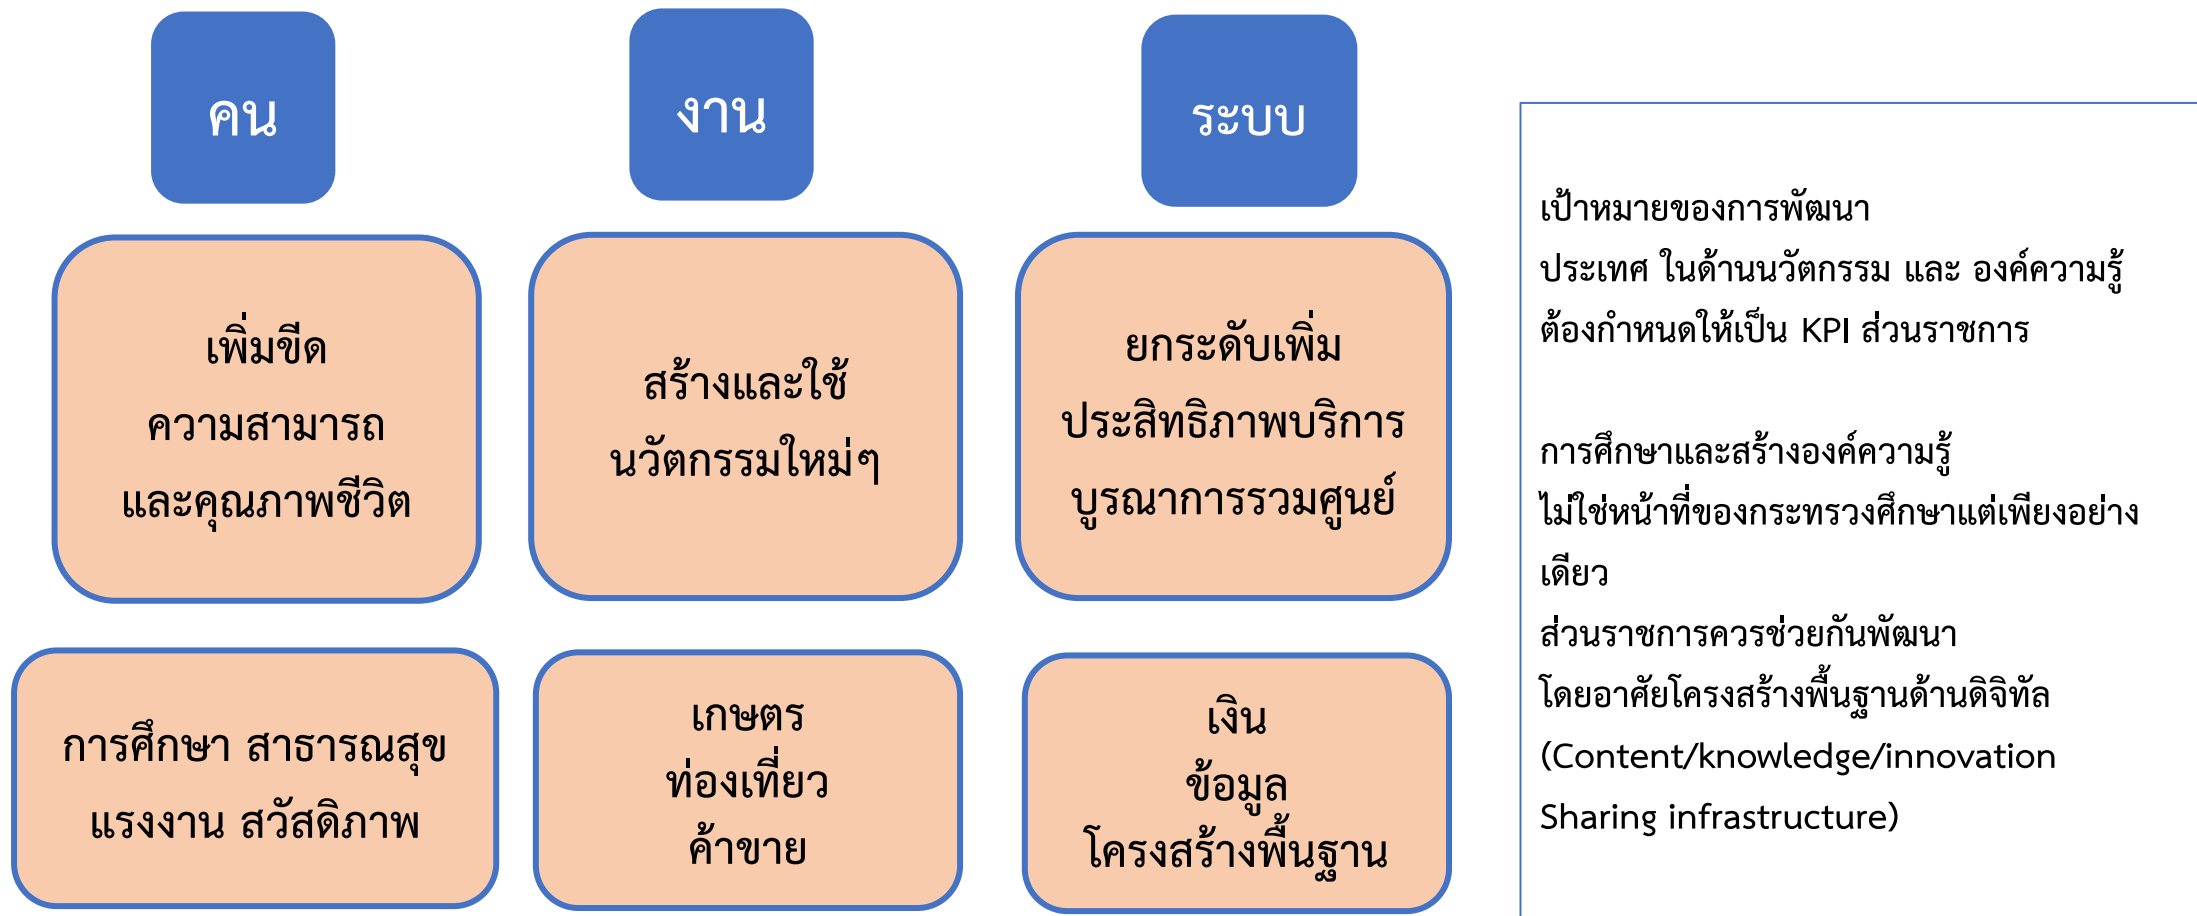 คน
เพิ่มขีด
ความสามารถ
และคุณภาพชีวิต
การศึกษา สาธารณสุข
แรงงาน สวัสดิภาพ
งาน
สร้างและใช้
นวัตกรรมใหม่ๆ
เกษตร
ท่องเที่ยว
ค้าขาย
ระบบ
ยกระดับเพิ่ม
ประสิทธิภาพบริการ
บูรณาการรวมศูนย์
เงิน
ข้อมูล
โครงสร้างพื้นฐาน
เป้าหมายของการพัฒนา
ประเทศ ในด้านนวัตกรรม และ องค์ความรู้
ต้องกำหนดให้เป็น KPI ส่วนราชการ
การศึกษาและสร้างองค์ความรู้
ไม่ใช่หน้าที่ของกระทรวงศึกษาแต่เพียงอย่าง
เดียว
ส่วนราชการควรช่วยกันพัฒนา
โดยอาศัยโครงสร้างพื้นฐานด้านดิจิทัล
(Content/knowledge/innovation
Sharing infrastructure)